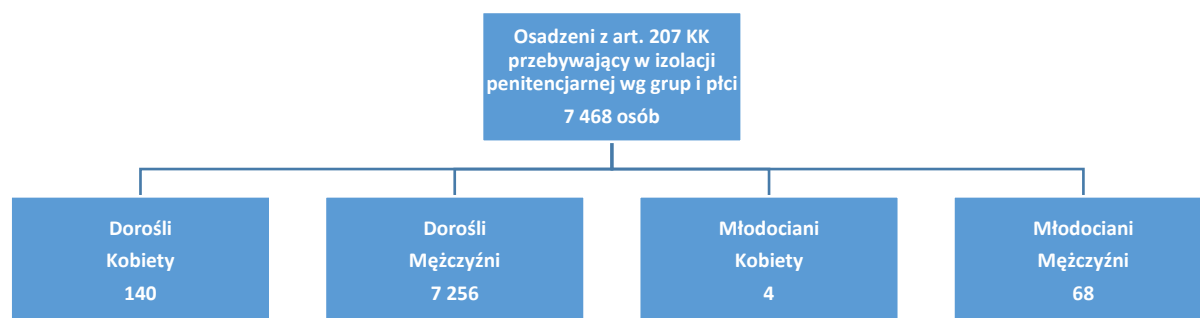 Osadzeni z art. 207 KK
przebywający w izolacji
penitencjarnej wg grup i płci
7 468 osób
Dorośli
Kobiety
140
Dorośli
Mężczyźni
7 256
Młodociani
Kobiety
4
Młodociani
Mężczyźni
68